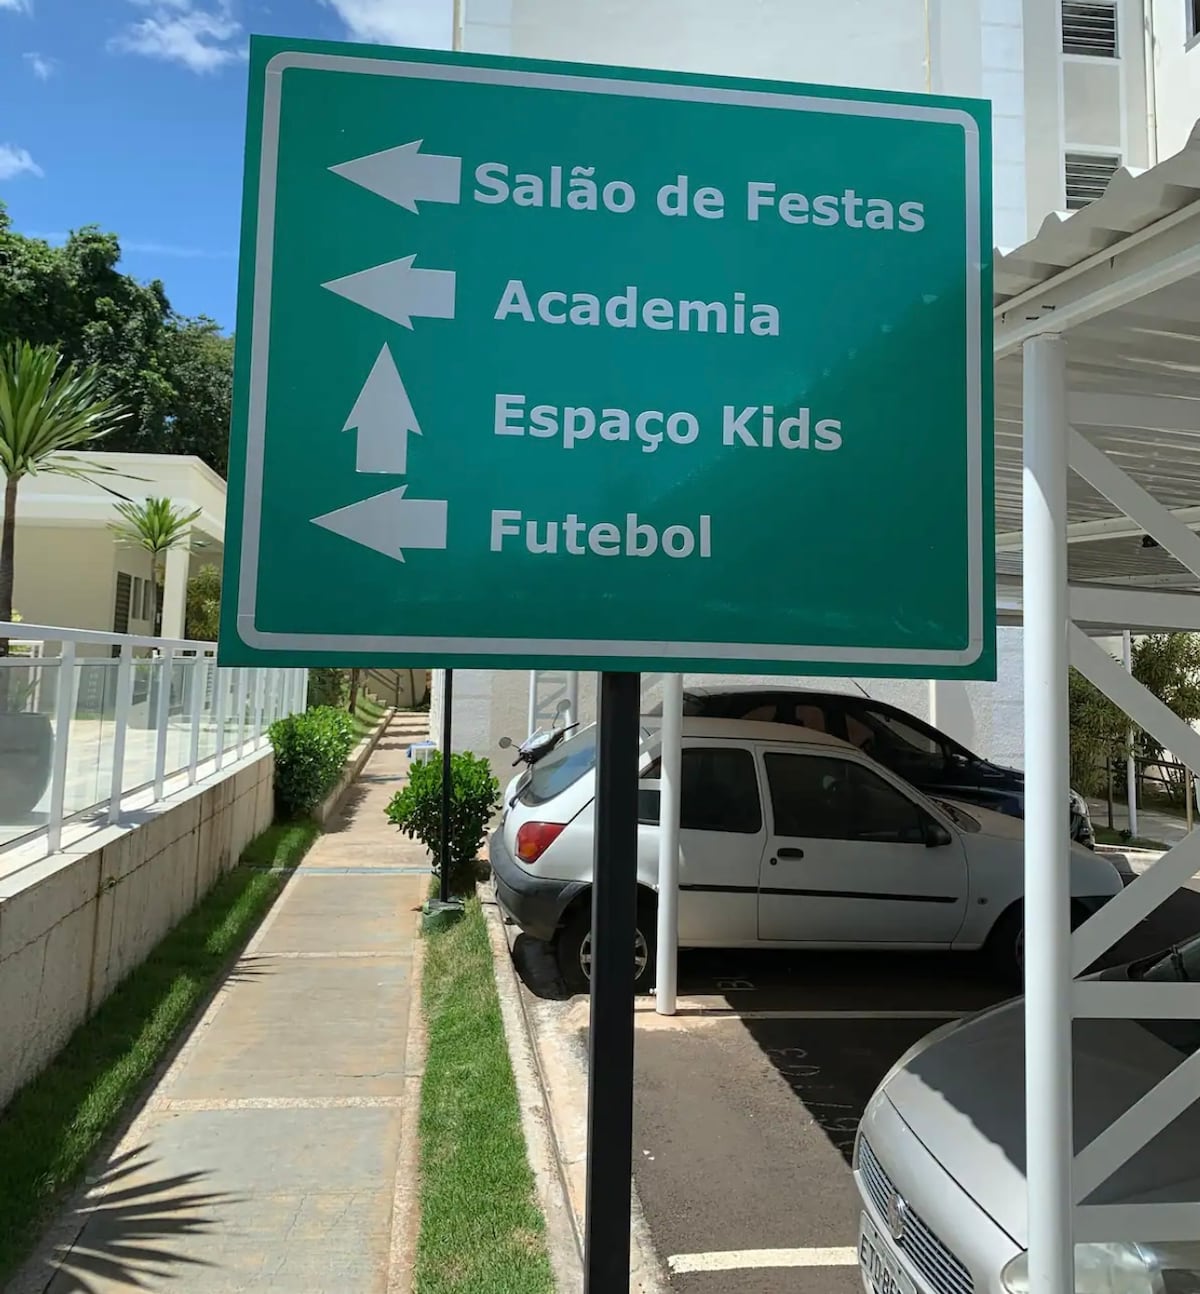 Salão de Festas
Academia
Espaço Kids
Futebol